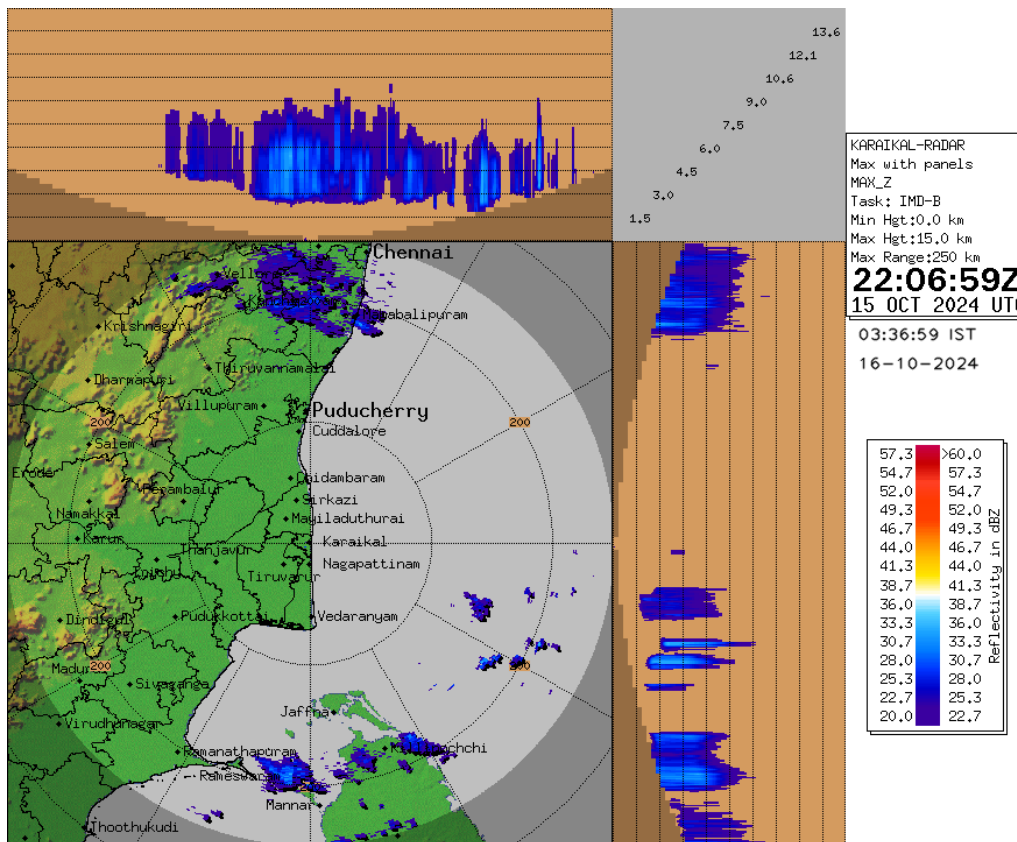 13.6
12.1
10.6
9.0
7.5
6.0
4.5
3.0
1.5
KARAIKAL-RADAR
Max with panels
MAX_Z
Task: IMD-B
Min Hgt:0.0 km
Max Hgt:15.0 km
Max Range:250 km
22:06:59Z
15 OCT 2024 UTC
03:36:59 IST
16-10-2024
Chennai
Vellore
Mahabalipuram
Krishnagiri
Thiruvannamalai
Dharmapuri
Villupuram
Puducherry
200
200
Cuddalore
Salem
Erode
Chidambaram
Perambalur
Sirkazi
Namakkal
Mayiladuthurai
Karur
Thanjavur
Karaikal
Tiruvarur
Nagapattinam
Pudukkottai
Vedaranyam
Dindigul
200
200
Madurai
Sivaganga
Jaffna
Virudhunagar
Ramanathapuram
Killinachchi
Rameswaram
Mannar
Thoothukudi
57.3 >60.0
54.7 57.3
52.0 54.7
49.3 52.0
46.7 49.3
44.0 46.7
41.3 44.0
38.7 41.3
36.0 38.7
33.3 36.0
30.7 33.3
28.0 30.7
25.3 28.0
22.7 25.3
20.0 22.7
Reflectivity in dBZ